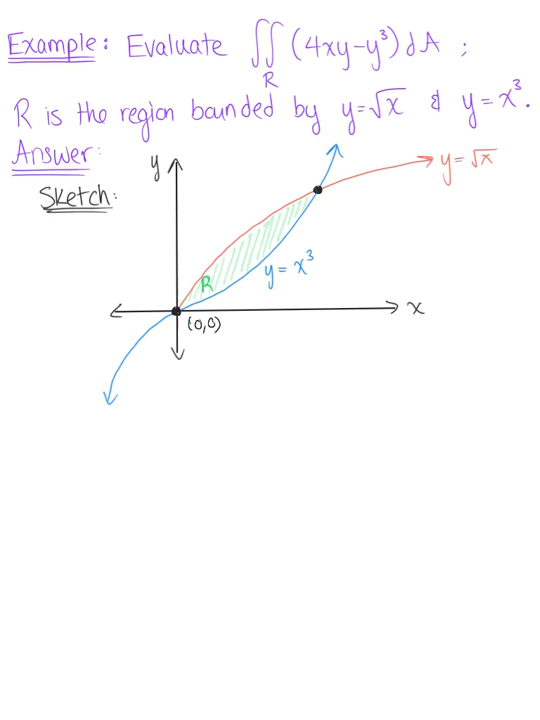 Example: Evaluate ∬_R (4xy-y³) dA ;
R is the region bounded by y=√x & y=x³.
Answer:
Sketch:
y
y=√x
y=x³
R
x
(0,0)